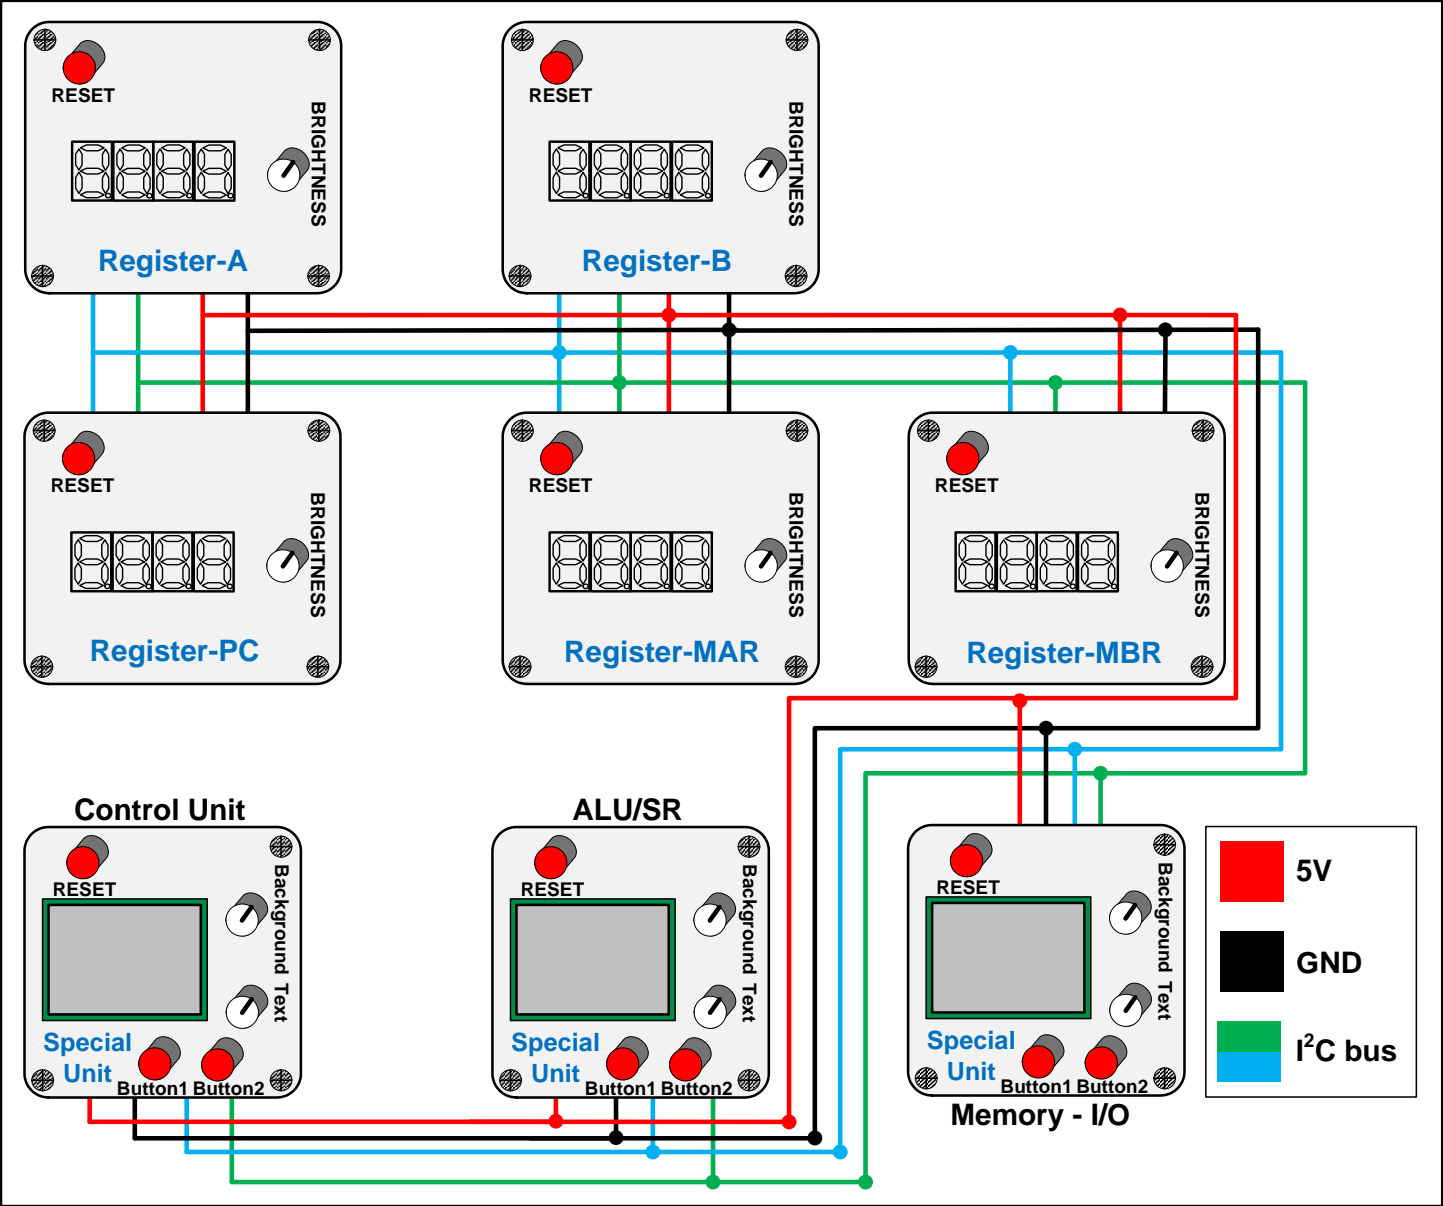 RESET
BRIGHTNESS
Register-A
RESET
BRIGHTNESS
Register-B
RESET
BRIGHTNESS
Register-PC
RESET
BRIGHTNESS
Register-MAR
RESET
BRIGHTNESS
Register-MBR
Control Unit
RESET
Background Text
Special
Unit
Button1 Button2
ALU/SR
RESET
Background Text
Special
Unit
Button1 Button2
RESET
Background Text
Special
Unit
Button1 Button2
Memory - I/O
5V
GND
I²C bus